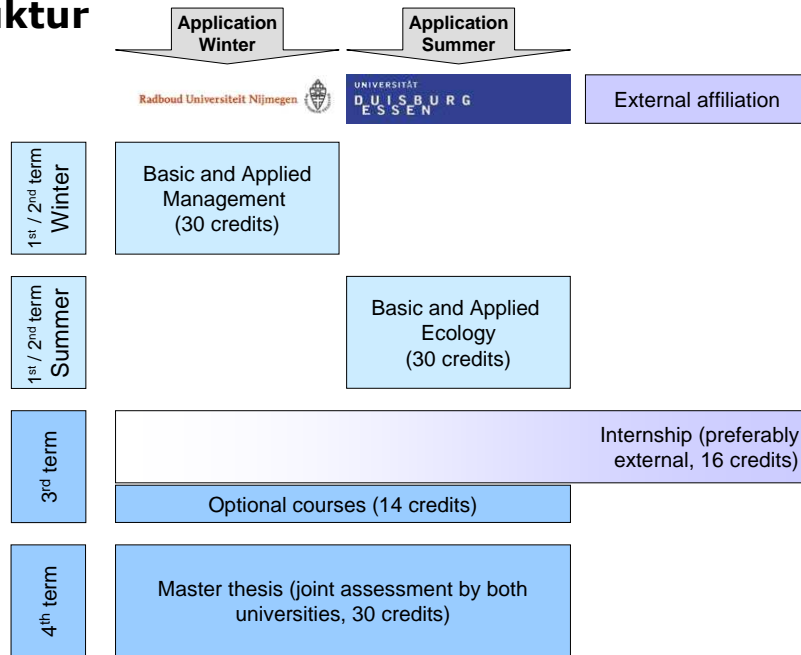 Application
Winter
Application
Summer
Radboud Universiteit Nijmegen
UNIVERSITÄT
DUISBURG
ESSEN
External affiliation
1st / 2nd term
Winter
Basic and Applied
Management
(30 credits)
1st / 2nd term
Summer
Basic and Applied
Ecology
(30 credits)
3rd term
Internship (preferably
external, 16 credits)
Optional courses (14 credits)
4th term
Master thesis (joint assessment by both
universities, 30 credits)